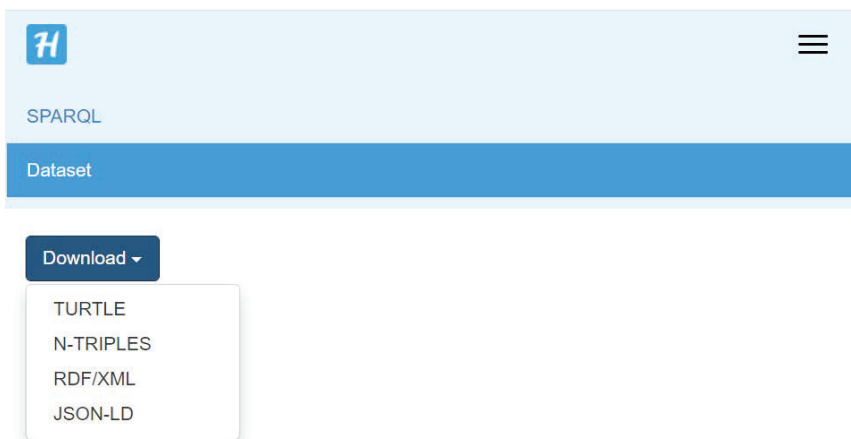 H
SPARQL
Dataset
Download
TURTLE
N-TRIPLES
RDF/XML
JSON-LD